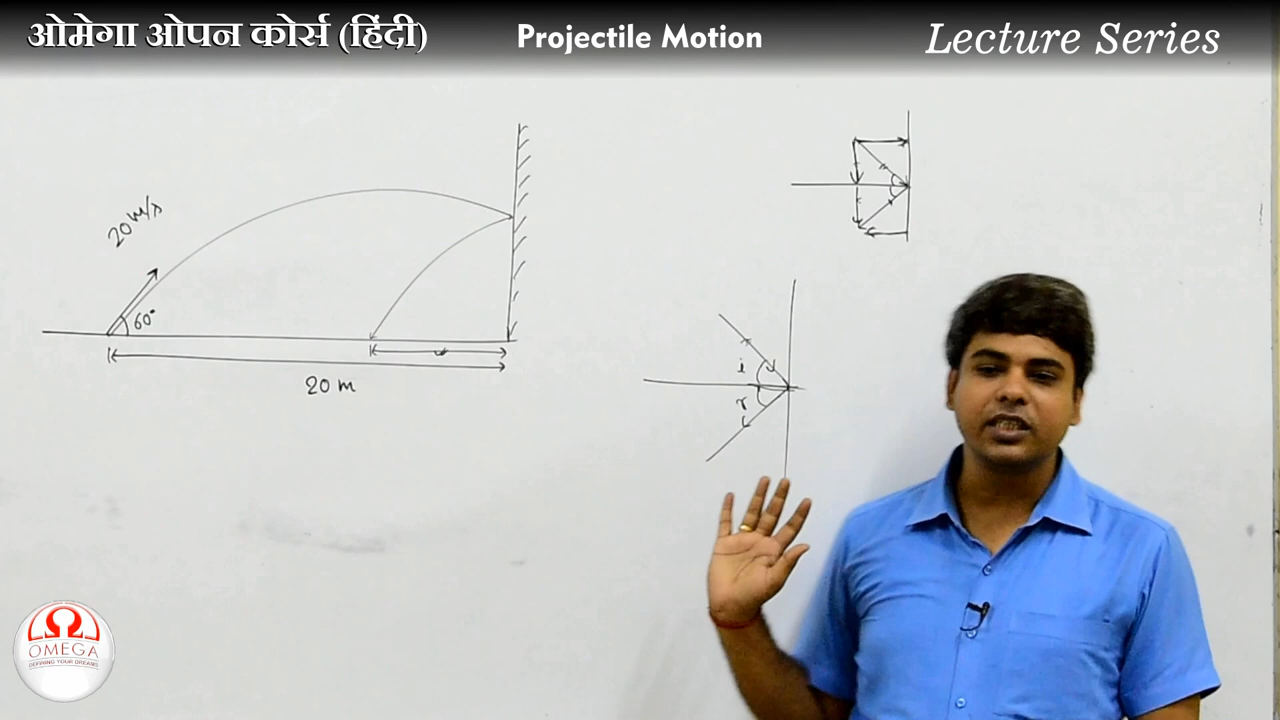 ओमेगा ओपन कोर्स (हिंदी)
Projectile Motion
Lecture Series
20 m/s
60°
20 m
i
r
OMEGA
DEFINING YOUR DREAMS